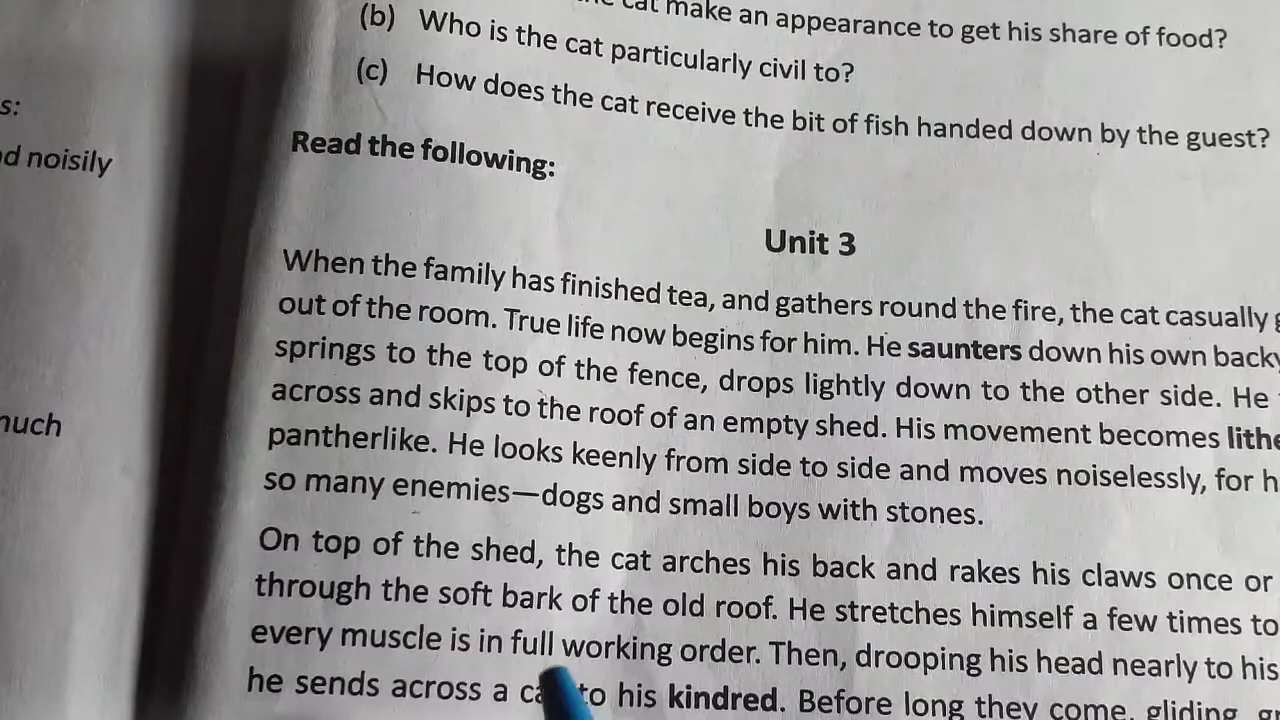 cat make an appearance to get his share of food?
(b) Who is the cat particularly civil to?
(c) How does the cat receive the bit of fish handed down by the guest?
s:
d noisily
Read the following:
Unit 3
When the family has finished tea, and gathers round the fire, the cat casually
out of the room. True life now begins for him. He saunters down his own
springs to the top of the fence, drops lightly down to the other side. He
across and skips to the roof of an empty shed. His movement becomes
much
pantherlike. He looks keenly from side to side and moves noiselessly, for
so many enemies—dogs and small boys with stones.
On top of the shed, the cat arches his back and rakes his claws once or
through the soft bark of the old roof. He stretches himself a few times to
every muscle is in full working order. Then, drooping his head nearly to his
he sends across a to his kindred. Before long they come, gliding,